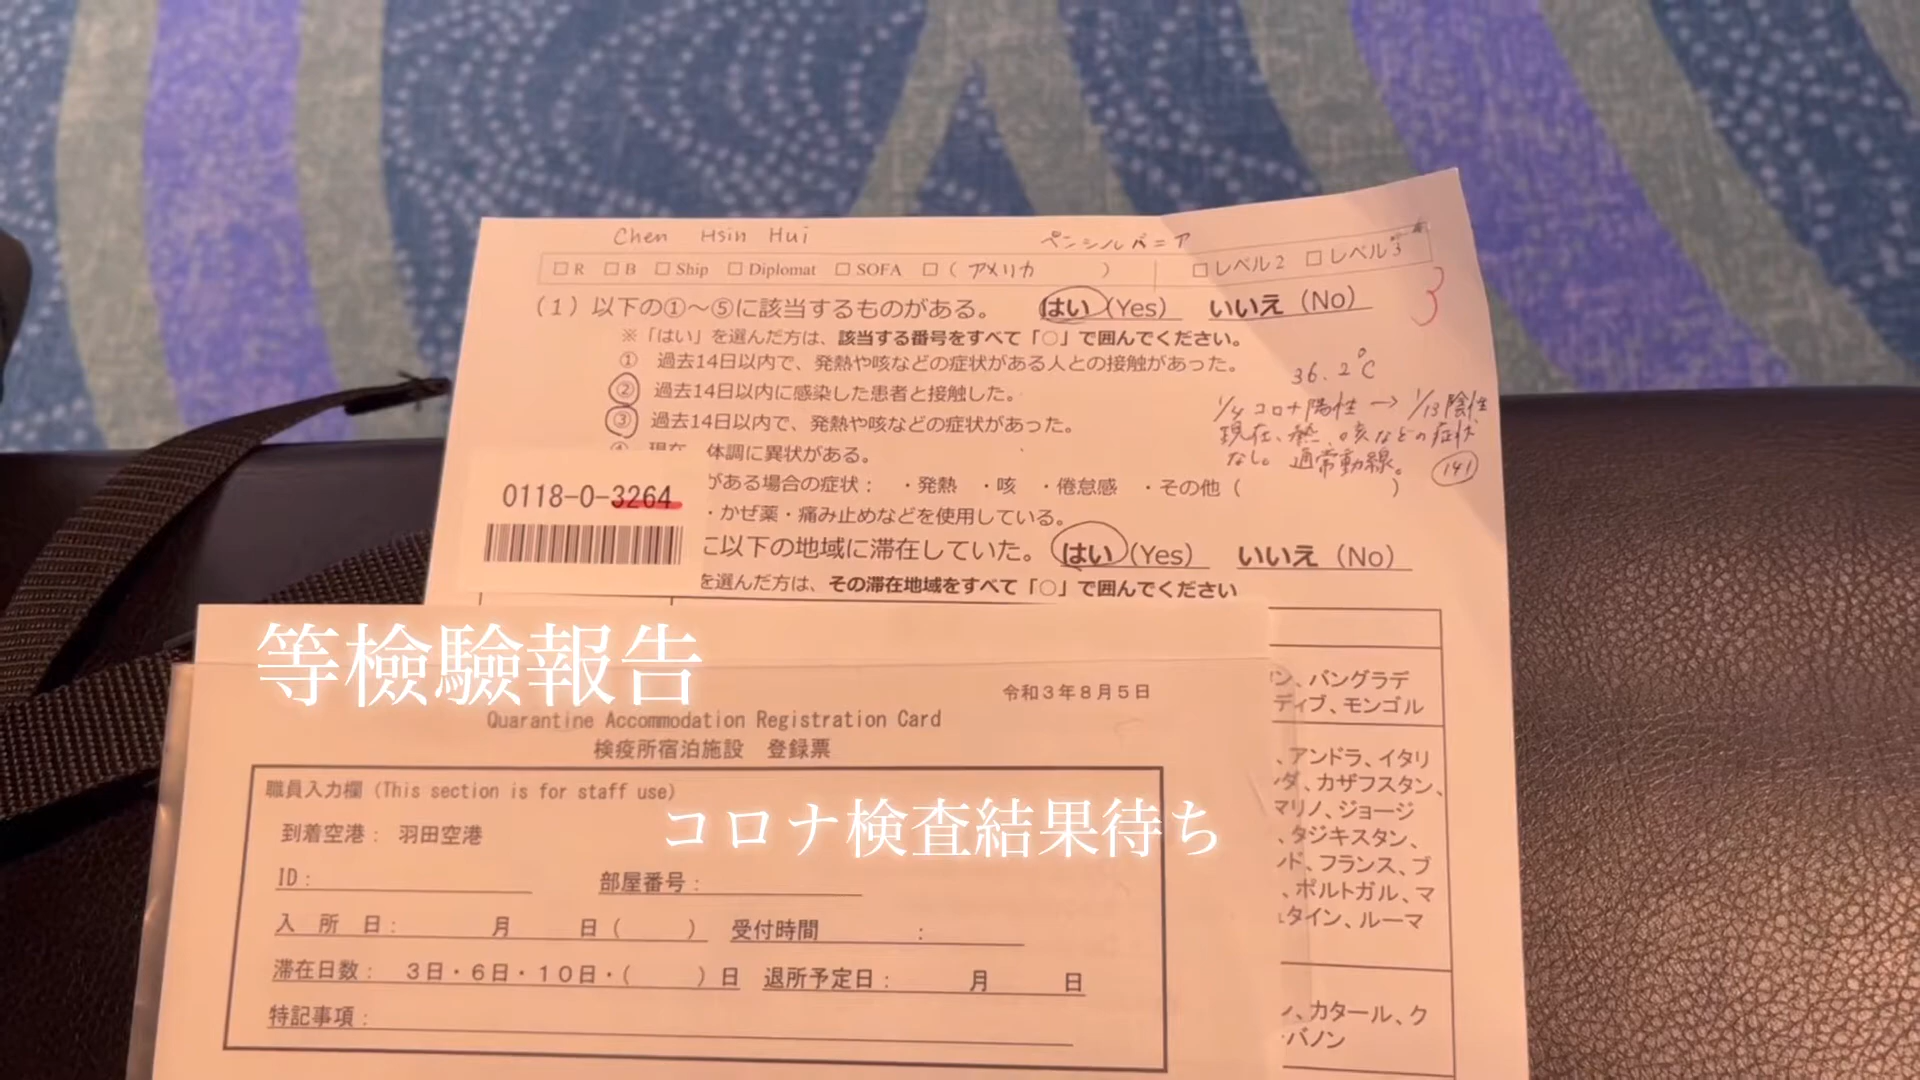 Chen Hsin Hui
ペンシルバニア
□ R □ B □ Ship □ Diplomat □ SOFA □ ( アメリカ ) □ レベル2 □ レベル3
3
(1) 以下の①～⑤に該当するものがある。 はい (Yes) いいえ (No)
※「はい」を選んだ方は、該当する番号をすべて「○」で囲んでください。
① 過去14日以内で、発熱や咳などの症状がある人との接触があった。
② 過去14日以内に感染した患者と接触した。
③ 過去14日以内で、発熱や咳などの症状があった。
体調に異状がある。
がある場合の症状： ・発熱 ・咳 ・倦怠感 ・その他 ( )
・かぜ薬・痛み止めなどを使用している。
36.2℃
1/4 コロナ陽性 → 1/13 陰性
現在、熱、咳などの症状
なし。通常動線。
141
0118-0-3264
以下の地域に滞在していた。 はい (Yes) いいえ (No)
を選んだ方は、その滞在地域をすべて「○」で囲んでください
等檢驗報告
令和3年8月5日
Quarantine Accommodation Registration Card
検疫所宿泊施設 登録票
職員入力欄 (This section is for staff use)
コロナ検査結果待ち
到着空港： 羽田空港
ID： 部屋番号：
入 所 日： 月 日 ( ) 受付時間 ：
滞在日数： 3日・6日・10日・( ) 日 退所予定日： 月 日
特記事項：
ン、バングラデ
ディブ、モンゴル
、アンドラ、イタリ
ダ、カザフスタン、
マリノ、ジョージ
、タジキスタン、
ド、フランス、ブ
、ポルトガル、マ
タイン、ルーマ
、カタール、ク
バノン